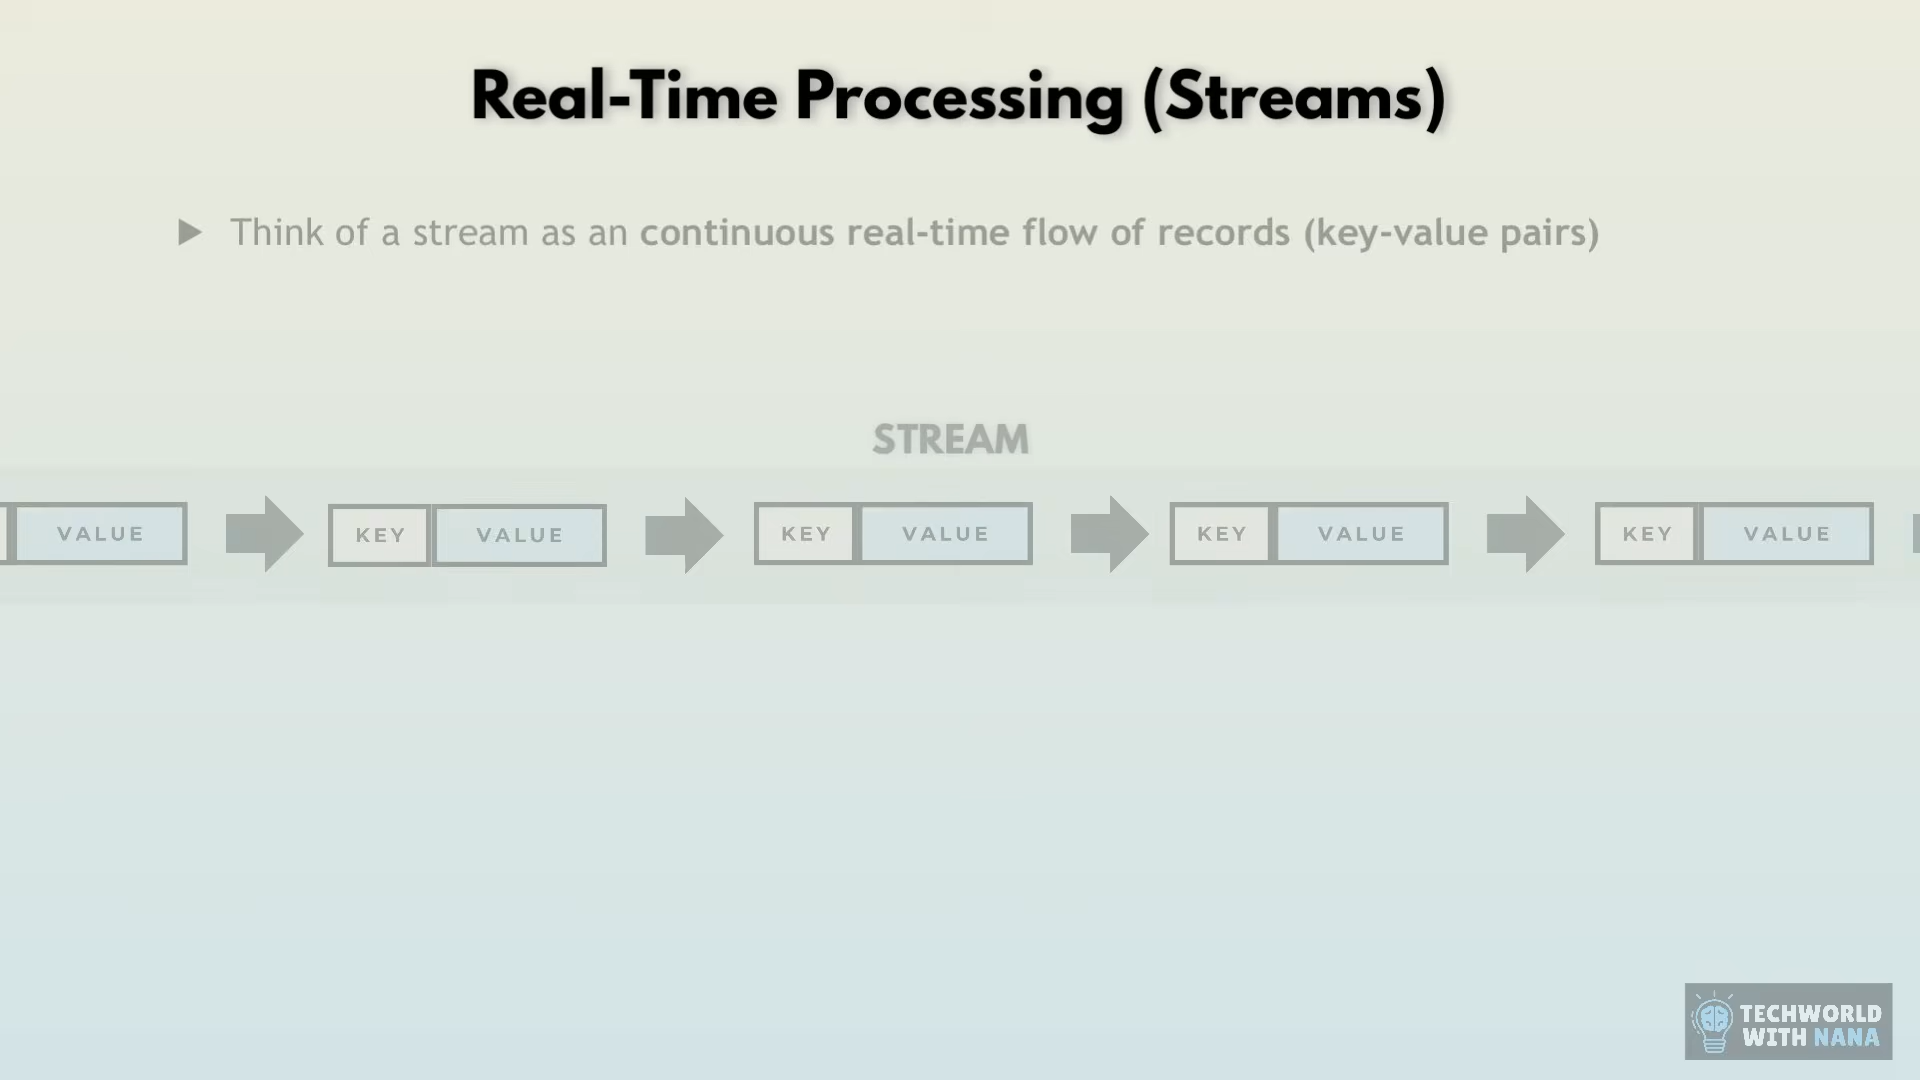 Real-Time Processing (Streams)
Think of a stream as an continuous real-time flow of records (key-value pairs)
STREAM
VALUE KEY VALUE KEY VALUE KEY VALUE KEY VALUE
TECHWORLD
WITH NANA